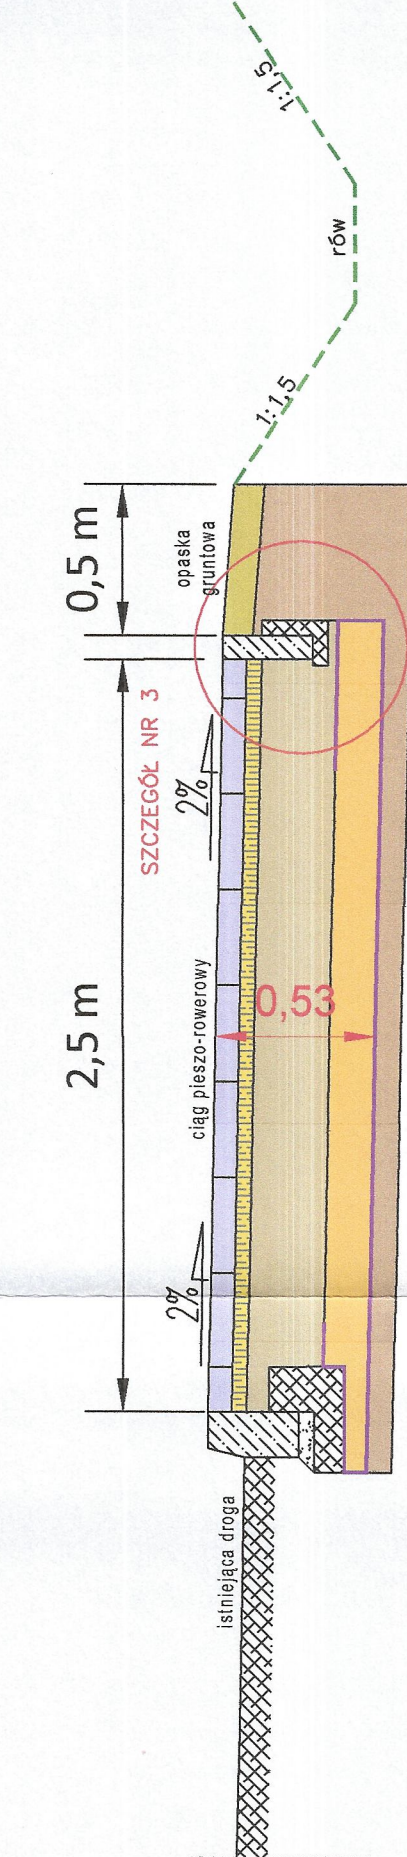 1:1,5
rów
1:1,5
0,5 m
opaska
gruntowa
SZCZEGÓŁ NR 3
2%
2,5 m
ciąg pieszo-rowerowy
0,53
2%
istniejąca droga